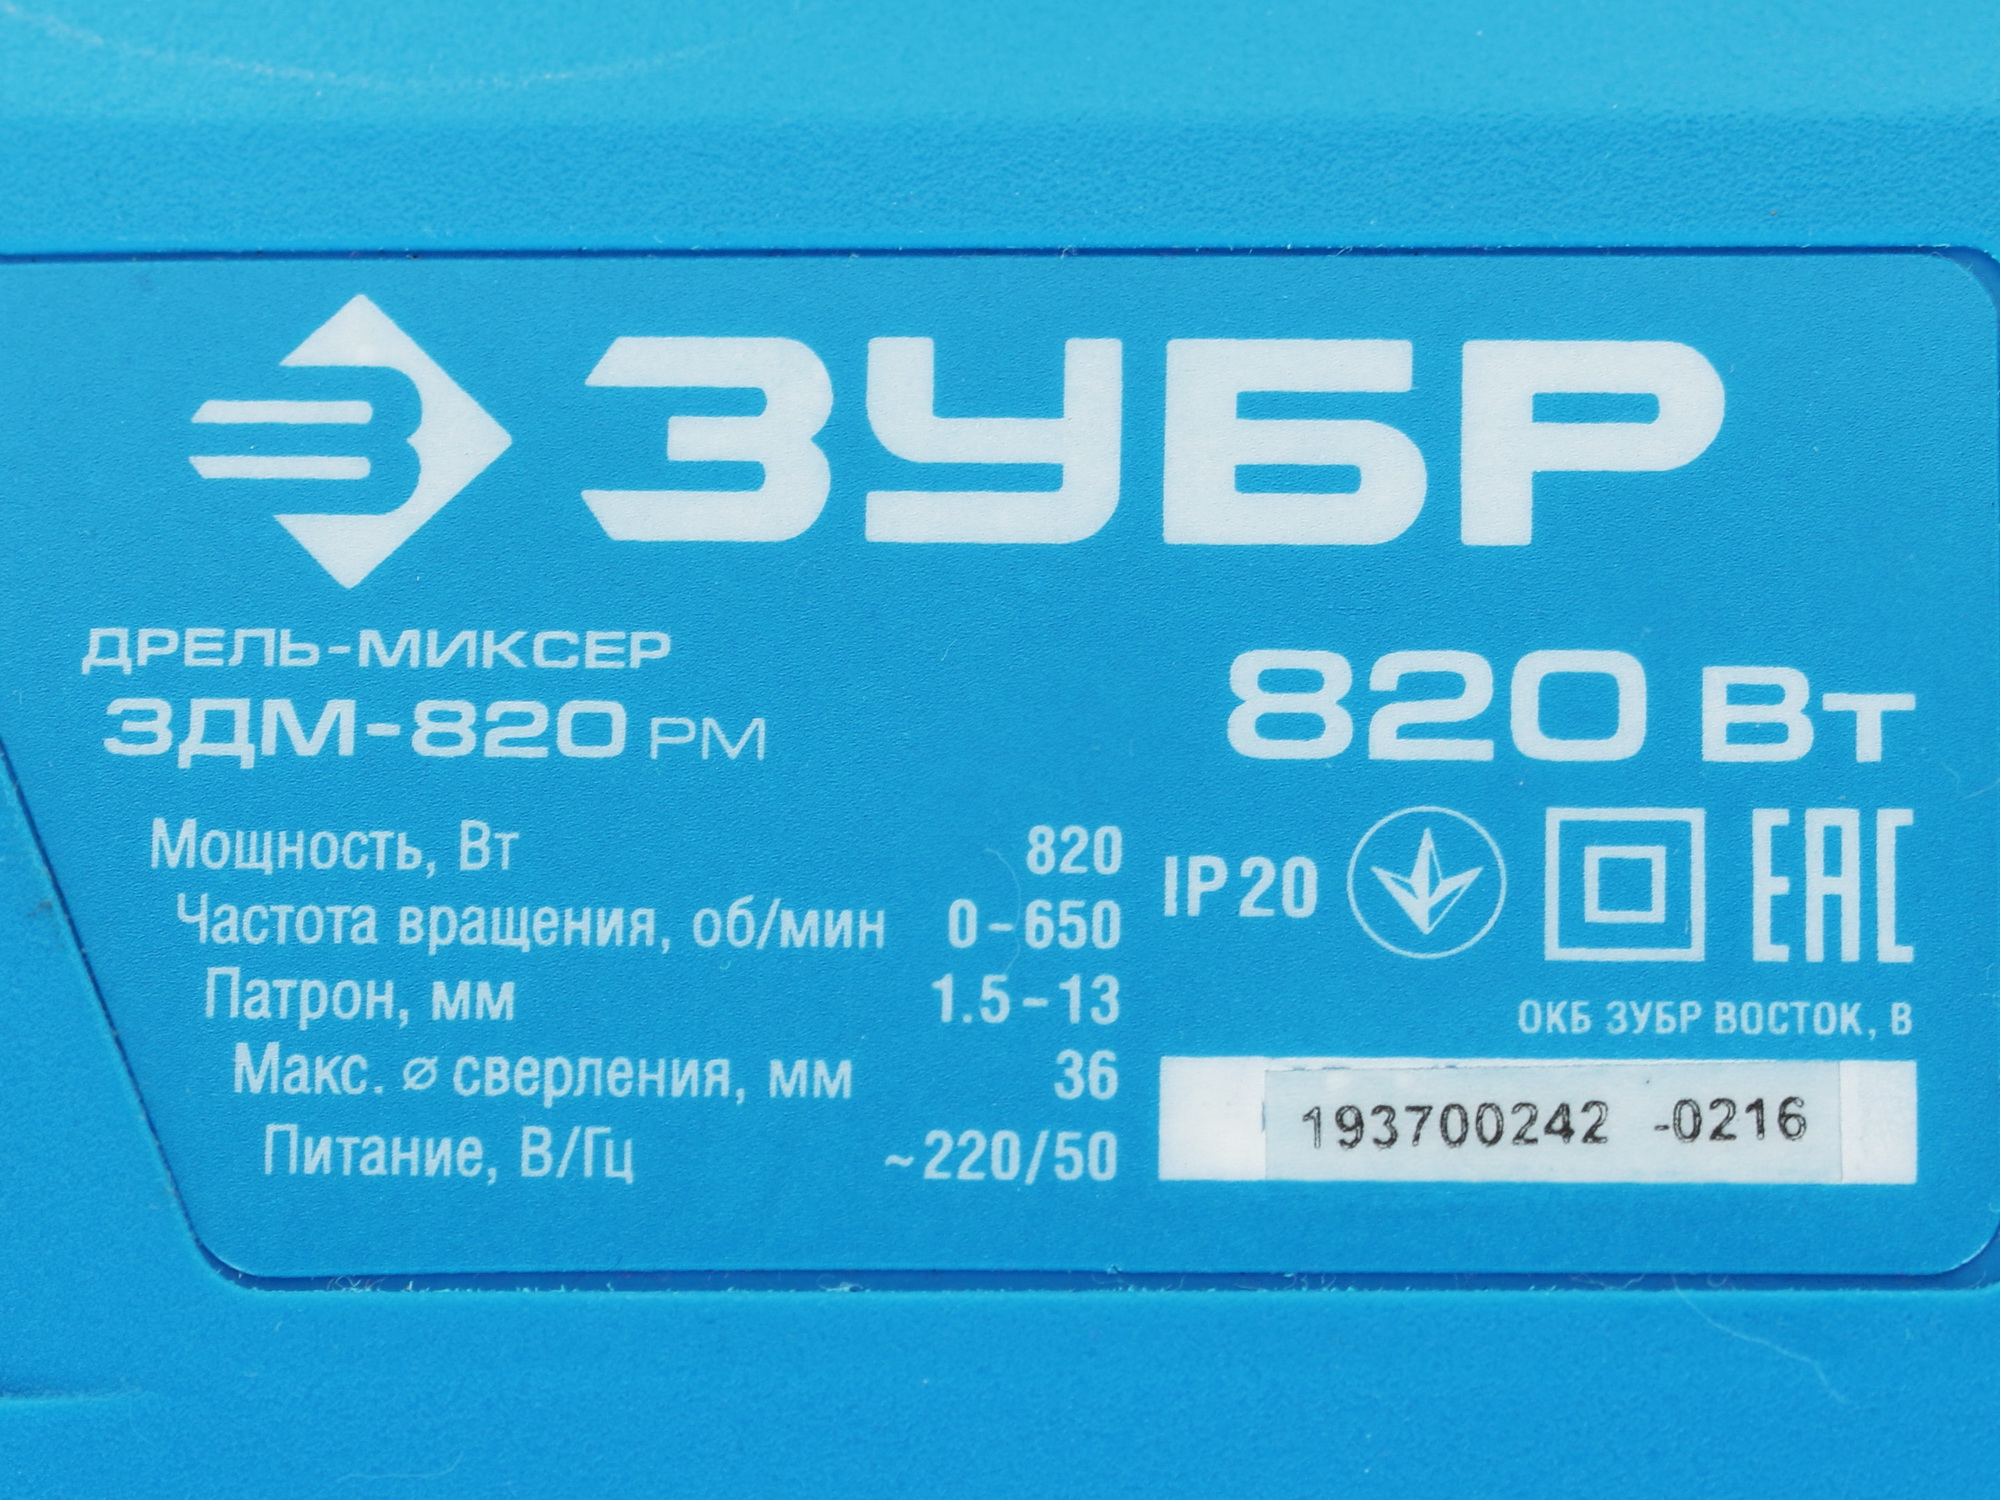 ЗУБР
ДРЕЛЬ-МИКСЕР
ЗДМ-820 РМ
820 Вт
Мощность, Вт 820
Частота вращения, об/мин 0-650
Патрон, мм 1.5-13
Макс. ⌀ сверления, мм 36
Питание, В/Гц ~220/50
IP20
EAC
ОКБ ЗУБР ВОСТОК, В
193700242 -0216